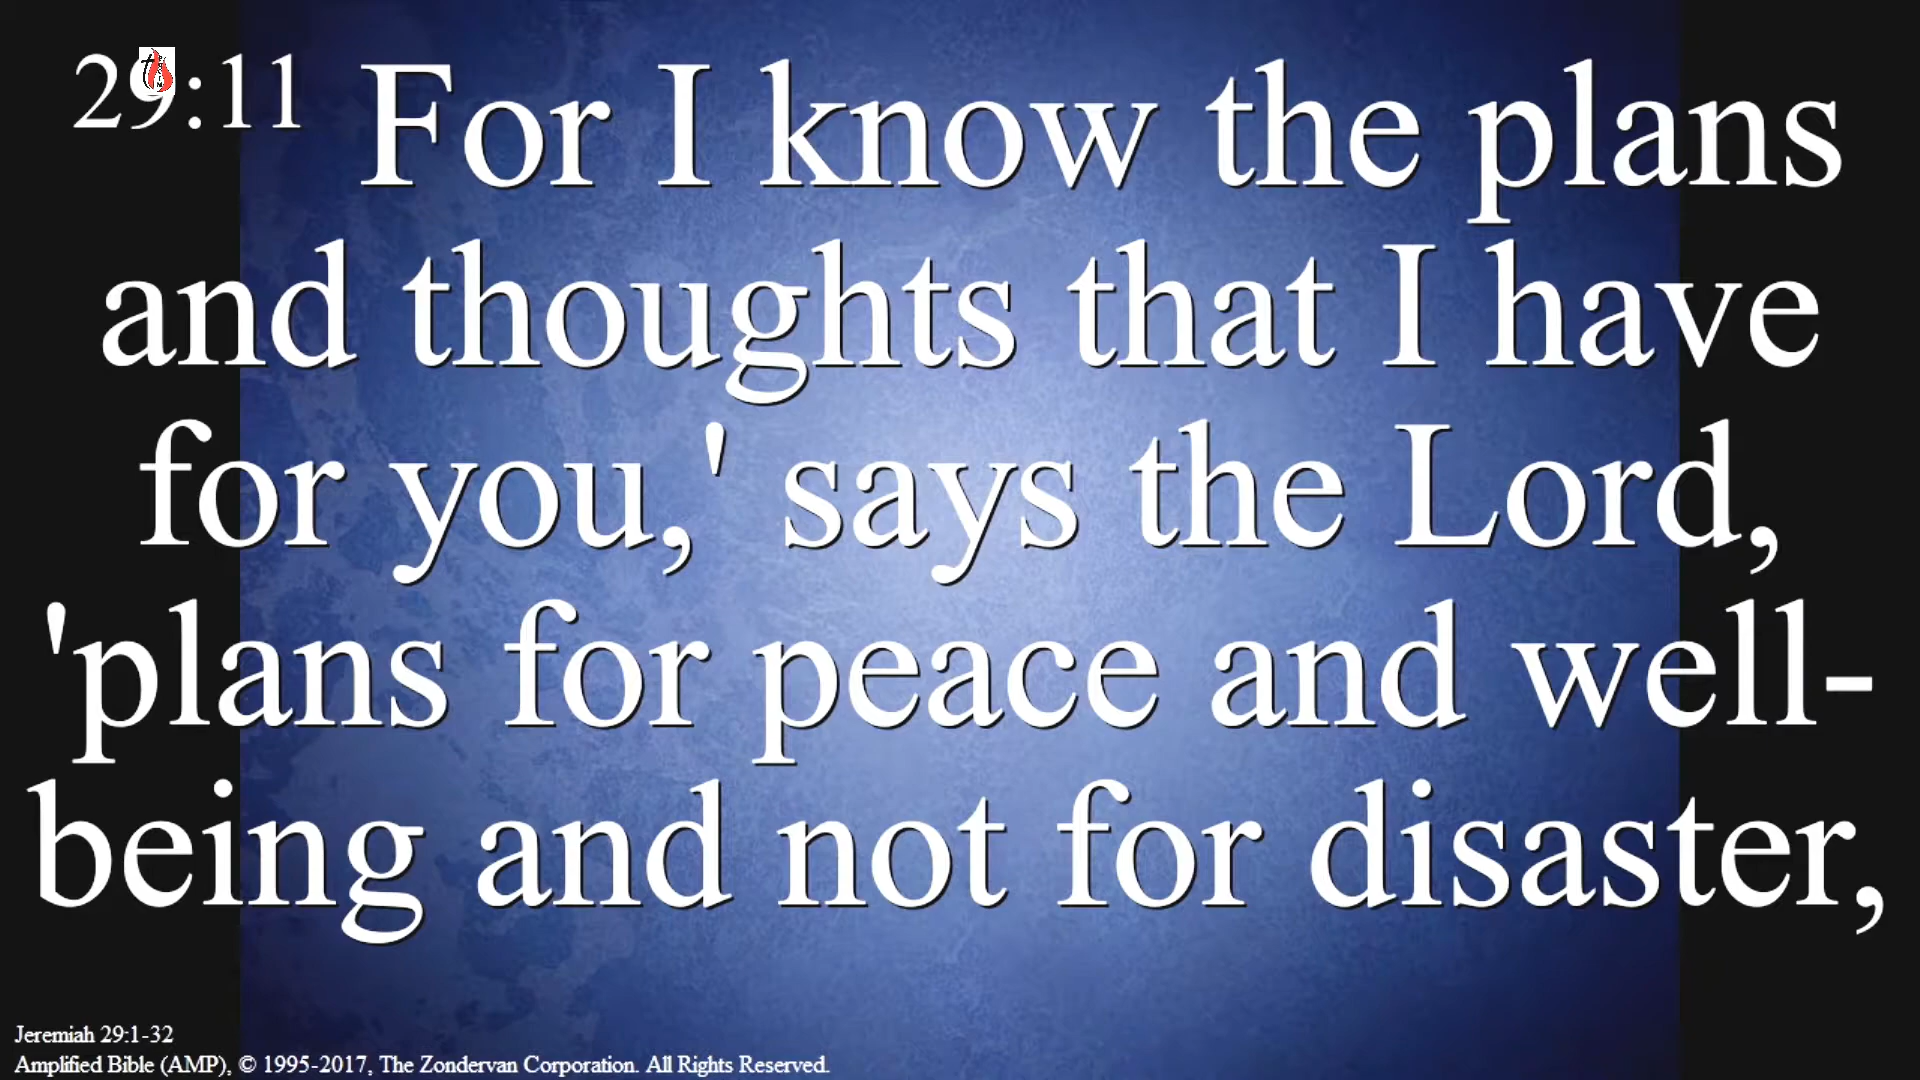 29:11 For I know the plans
and thoughts that I have
for you,' says the Lord,
'plans for peace and well-
being and not for disaster,
Jeremiah 29:1-32
Amplified Bible (AMP), © 1995-2017, The Zondervan Corporation. All Rights Reserved.